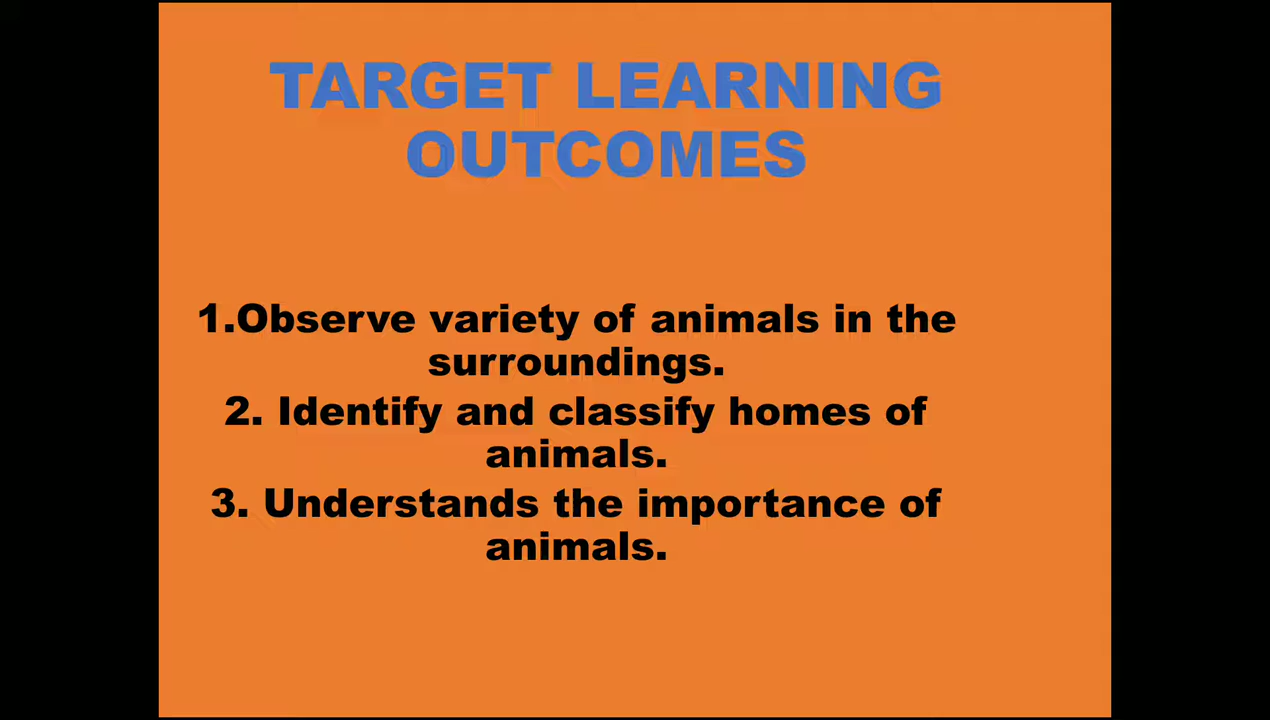 TARGET LEARNING
OUTCOMES
1.Observe variety of animals in the
surroundings.
2. Identify and classify homes of
animals.
3. Understands the importance of
animals.